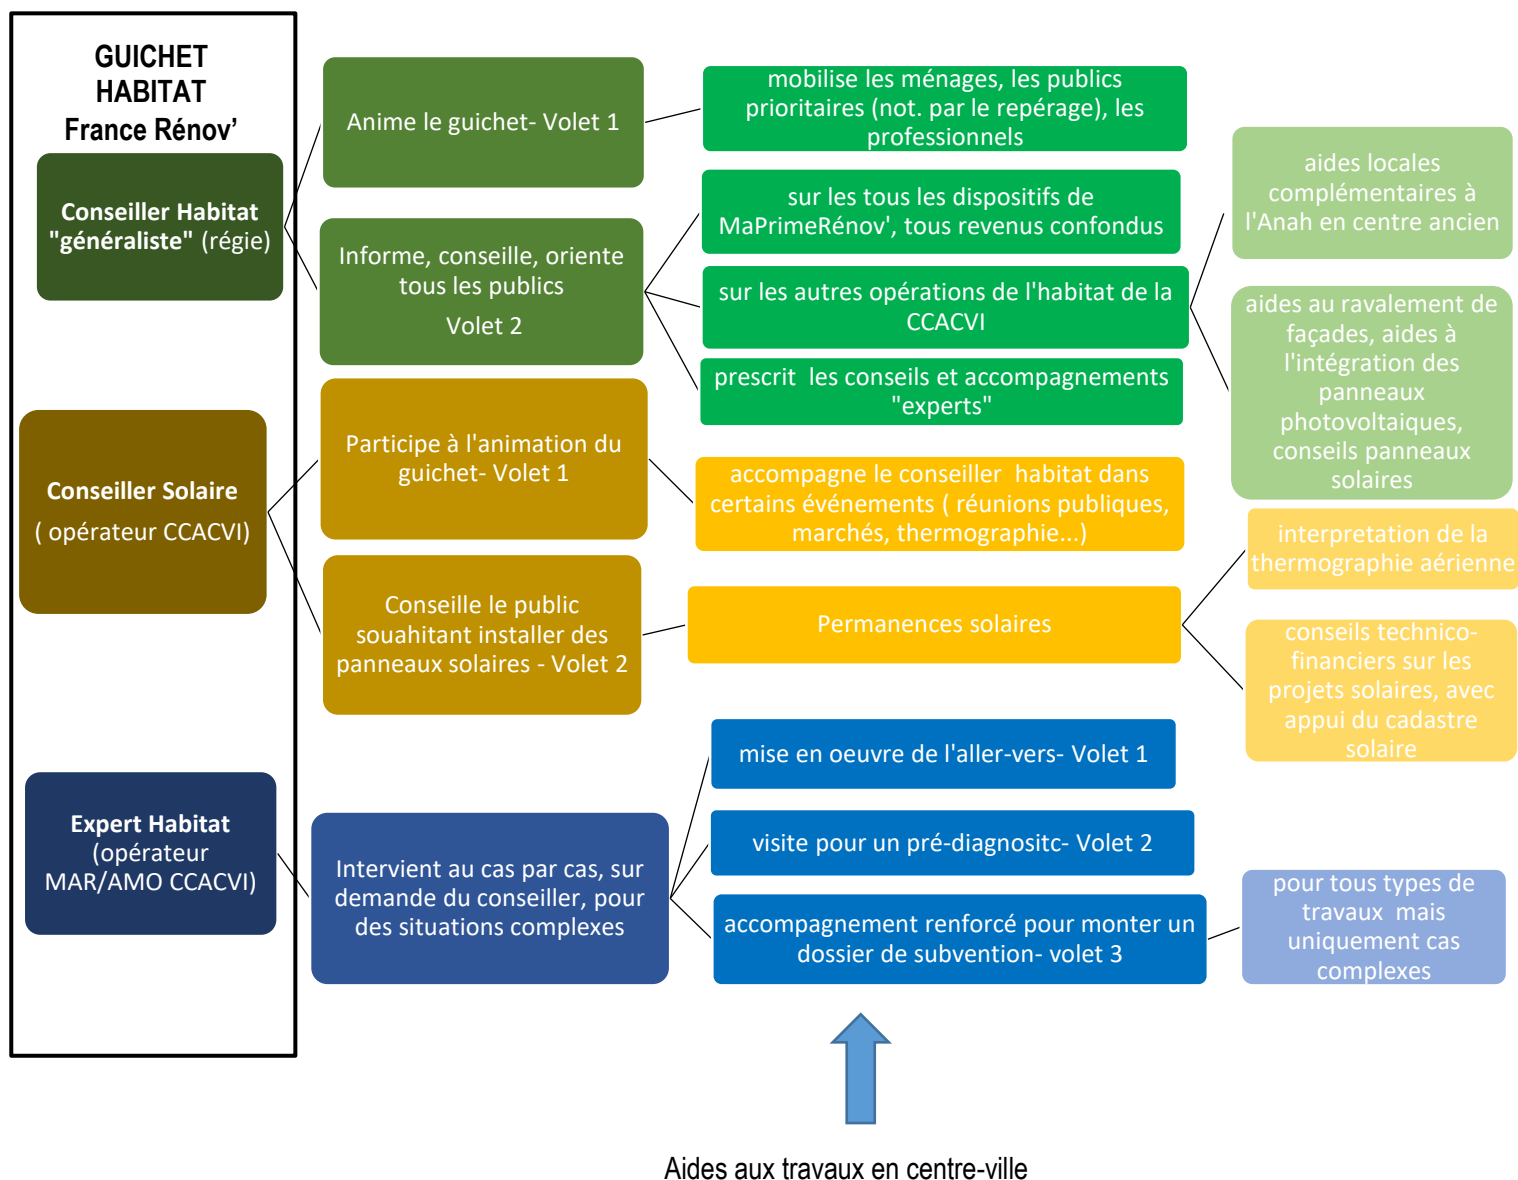 GUICHET
HABITAT
France Rénov’
Conseiller Habitat
"généraliste" (régie)
Anime le guichet- Volet 1
mobilise les ménages, les publics
prioritaires (not. par le repérage), les
professionnels
Informe, conseille, oriente
tous les publics
Volet 2
sur les tous les dispositifs de
MaPrimeRénov', tous revenus confondus
sur les autres opérations de l'habitat de la
CCACVI
aides locales
complémentaires à
l'Anah en centre ancien
aides au ravalement de
façades, aides à
l'intégration des
panneaux
photovoltaiques,
conseils panneaux
solaires
prescrit les conseils et accompagnements
"experts"
Conseiller Solaire
( opérateur CCACVI)
Participe à l'animation du
guichet- Volet 1
accompagne le conseiller habitat dans
certains événements ( réunions publiques,
marchés, thermographie...)
Conseille le public
souahitant installer des
panneaux solaires - Volet 2
Permanences solaires
interpretation de la
thermographie aérienne
conseils technico-
financiers sur les
projets solaires, avec
appui du cadastre
solaire
Expert Habitat
(opérateur
MAR/AMO CCACVI)
Intervient au cas par cas, sur
demande du conseiller, pour
des situations complexes
mise en oeuvre de l'aller-vers- Volet 1
visite pour un pré-diagnositc- Volet 2
accompagnement renforcé pour monter un
dossier de subvention- volet 3
pour tous types de
travaux mais
uniquement cas
complexes
Aides aux travaux en centre-ville